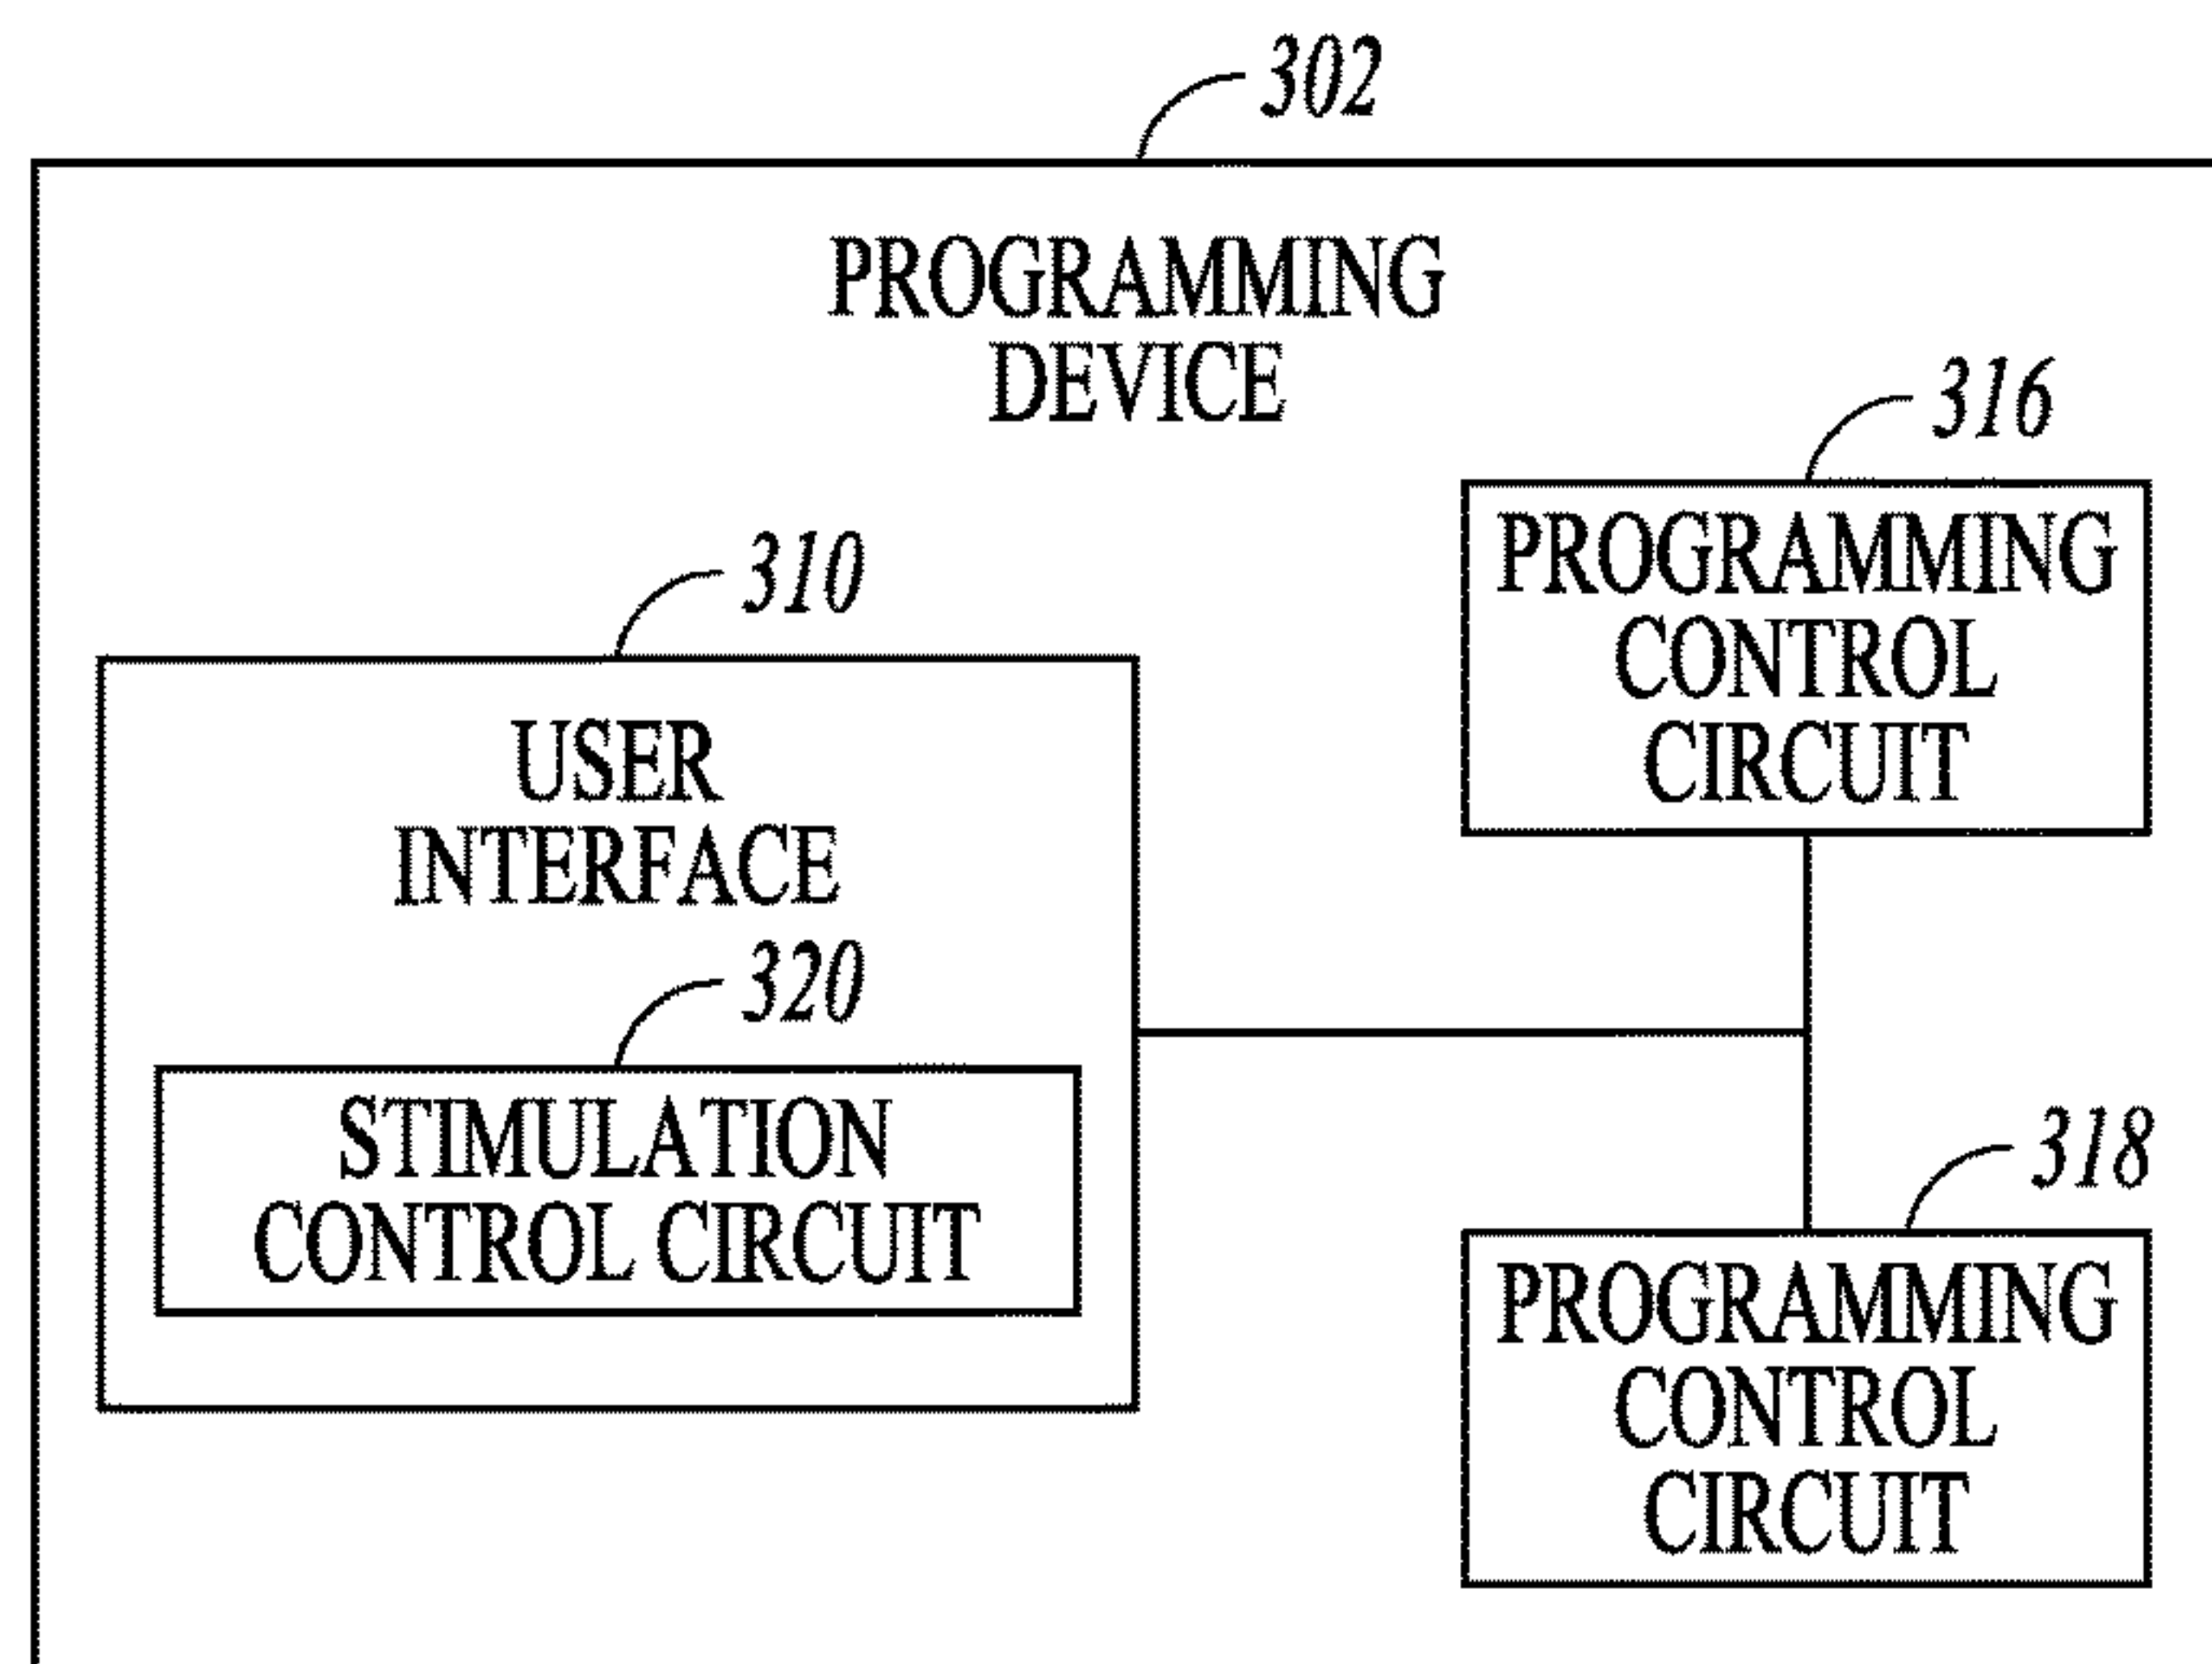 302
PROGRAMMING
DEVICE
316
PROGRAMMING
CONTROL
CIRCUIT
310
USER
INTERFACE
320
STIMULATION
CONTROL CIRCUIT
318
PROGRAMMING
CONTROL
CIRCUIT